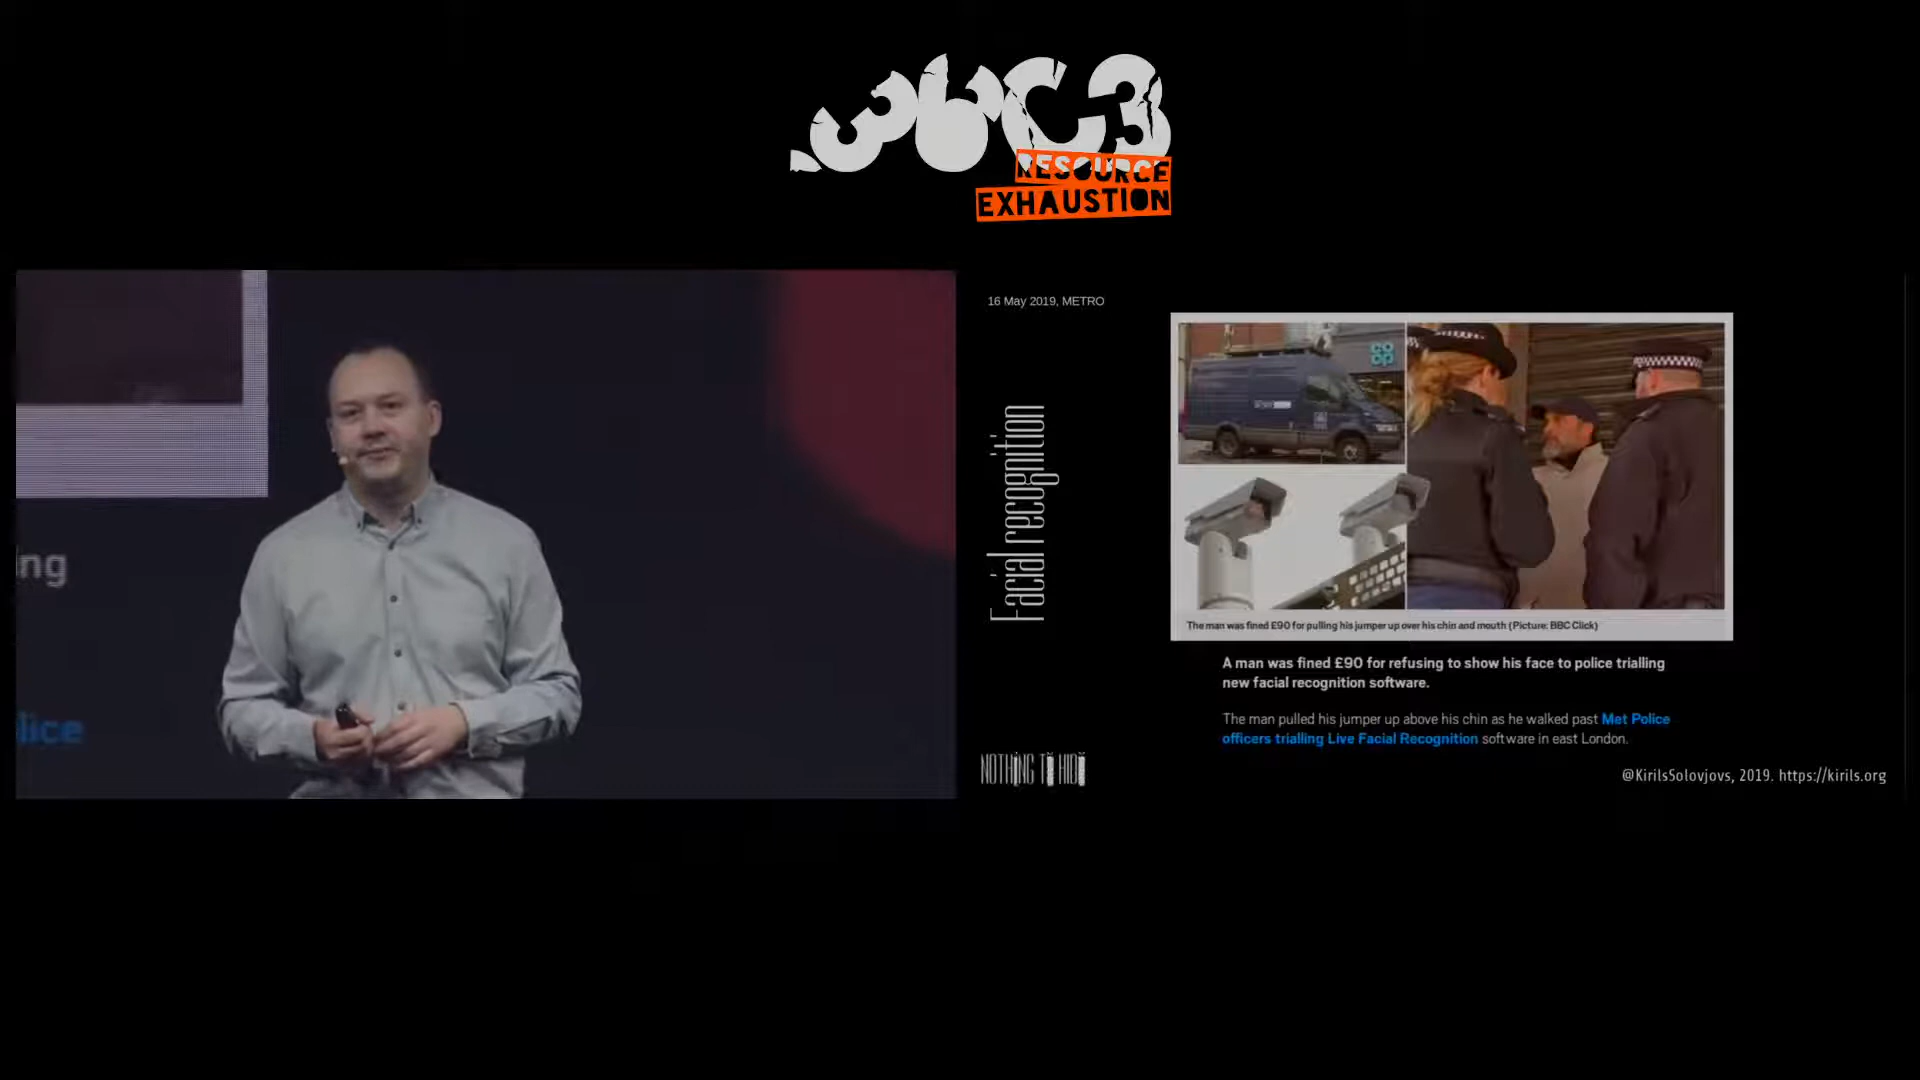 36C3
RESOURCE
EXHAUSTION
ng
lice
16 May 2019, METRO
Facial recognition
CO
OP
The man was fined £90 for pulling his jumper up over his chin and mouth (Picture: BBC Click)
A man was fined £90 for refusing to show his face to police trialling
new facial recognition software.
The man pulled his jumper up above his chin as he walked past Met Police
officers trialling Live Facial Recognition software in east London.
NOTHING TO HIDE
@KirilsSolovjovs, 2019. https://kirils.org